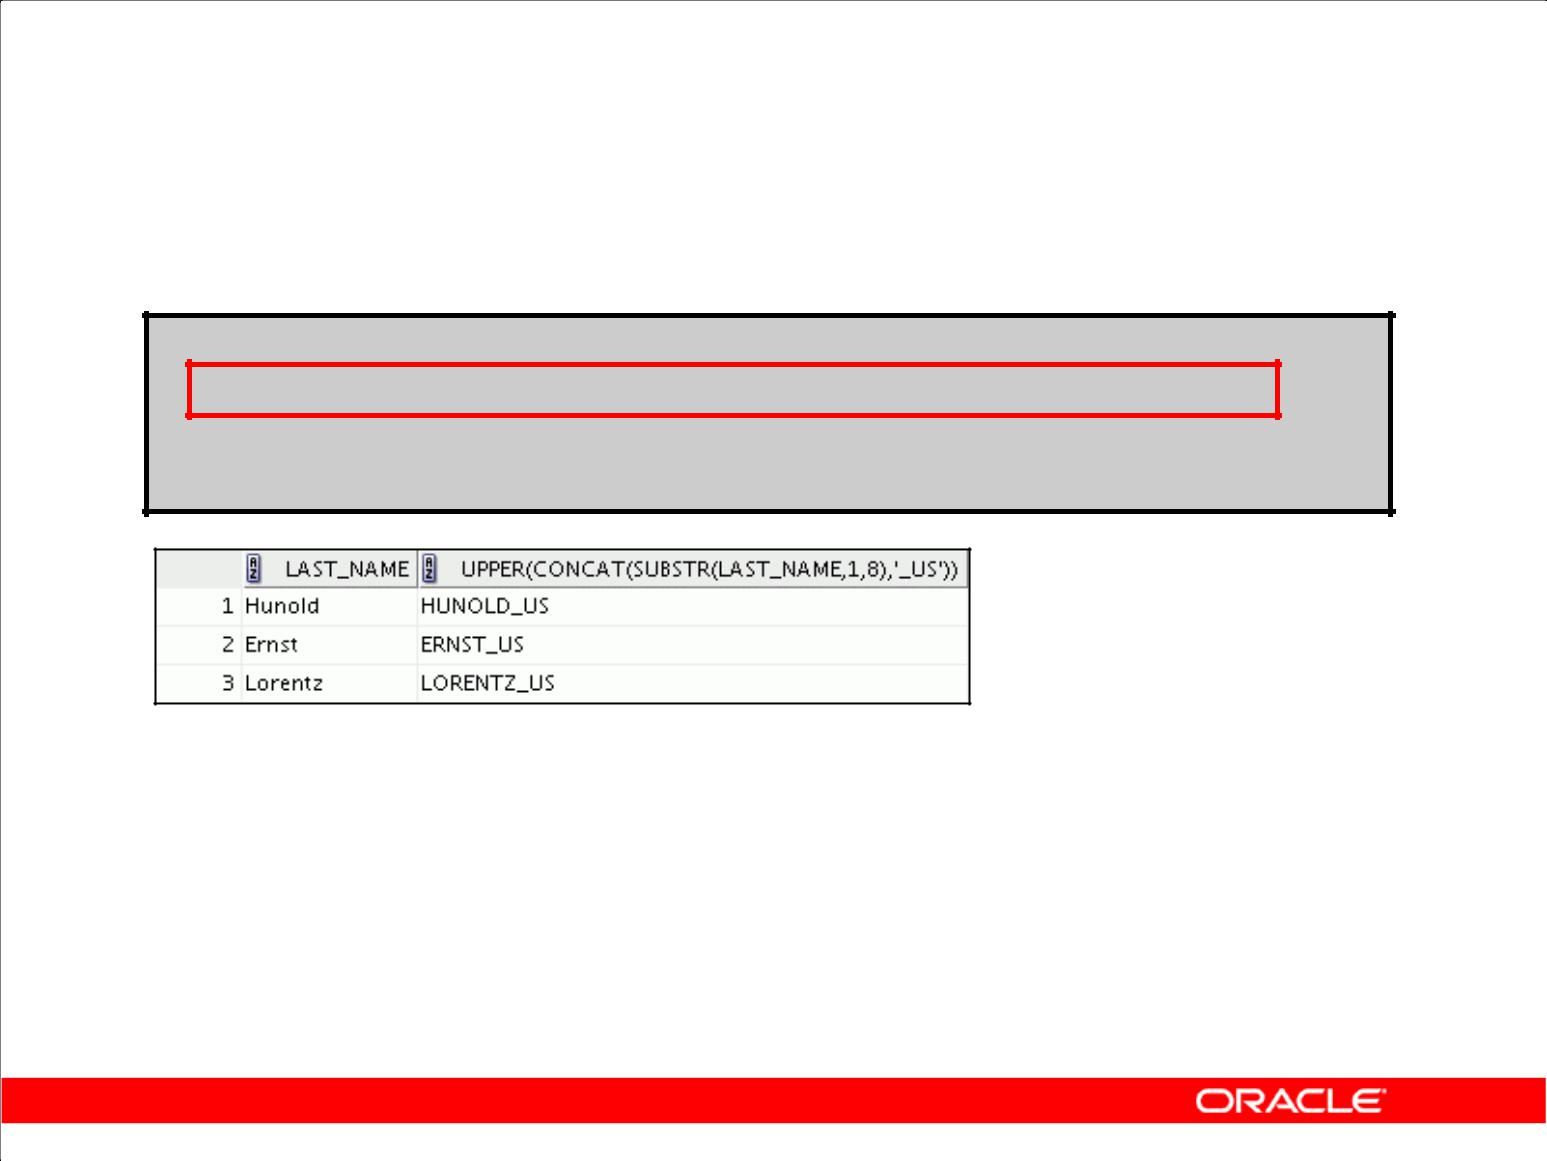 LAST_NAME UPPER(CONCAT(SUBSTR(LAST_NAME,1,8),'_US'))
1 Hunold HUNOLD_US
2 Ernst ERNST_US
3 Lorentz LORENTZ_US
ORACLE